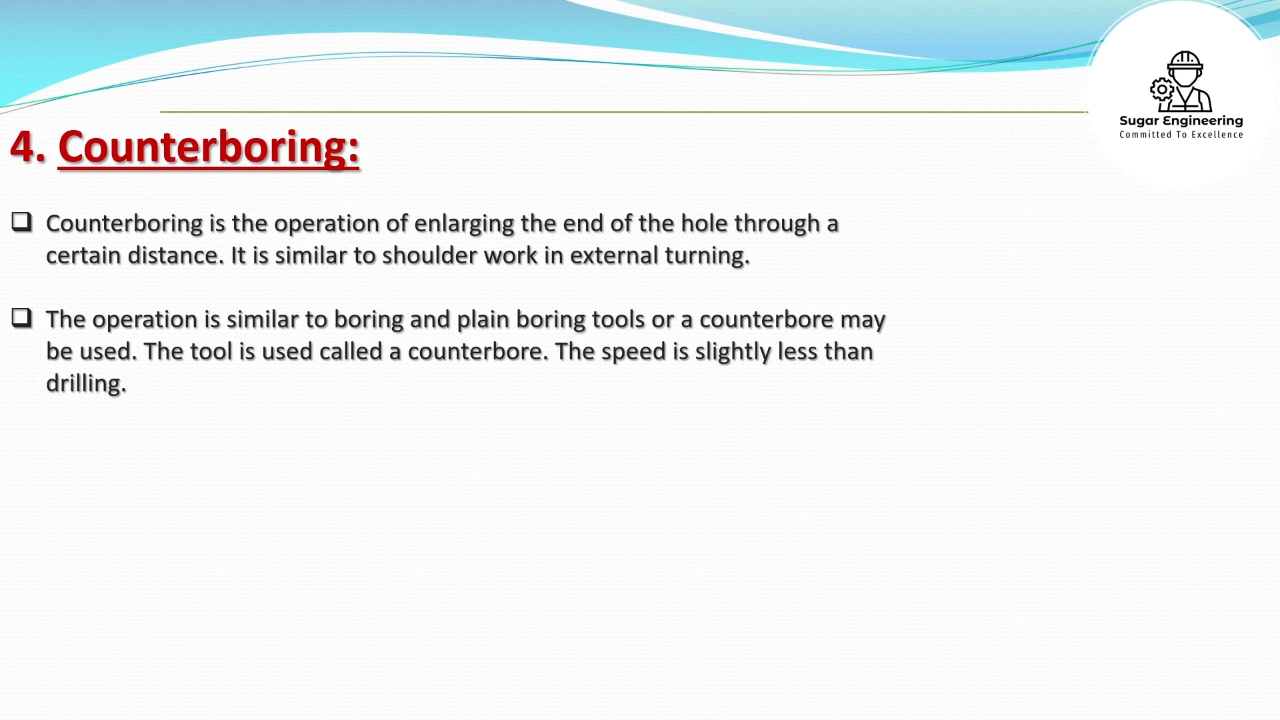 Sugar Engineering
Committed To Excellence
4. Counterboring:
❑ Counterboring is the operation of enlarging the end of the hole through a
certain distance. It is similar to shoulder work in external turning.
❑ The operation is similar to boring and plain boring tools or a counterbore may
be used. The tool is used called a counterbore. The speed is slightly less than
drilling.